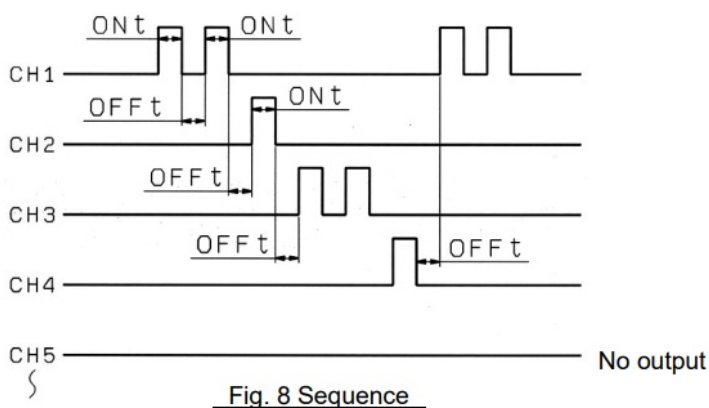 ONt ONt
CH1
OFFt
ONt
CH2
OFFt
CH3
OFFt OFFt
CH4
CH5 No output
Fig. 8 Sequence